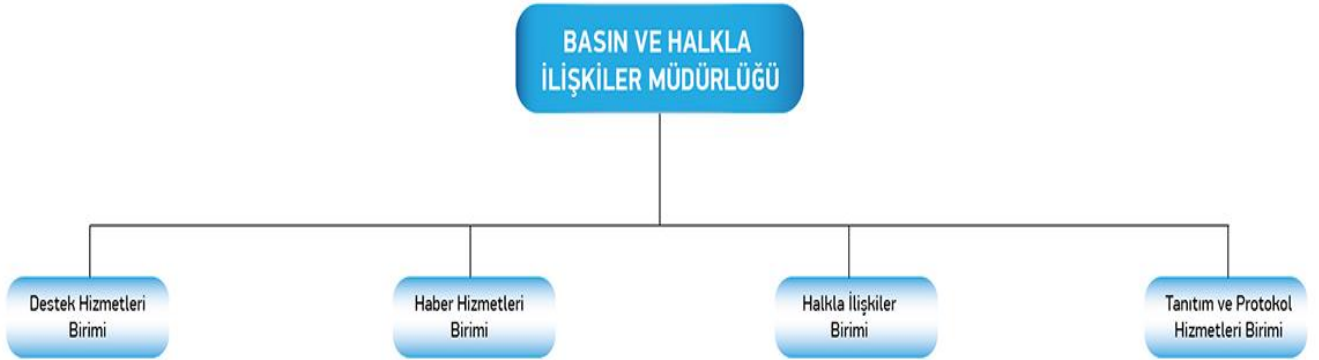 BASIN VE HALKLA
İLİŞKİLER MÜDÜRLÜĞÜ
Destek Hizmetleri
Birimi
Haber Hizmetleri
Birimi
Halkla İlişkiler
Birimi
Tanıtım ve Protokol
Hizmetleri Birimi